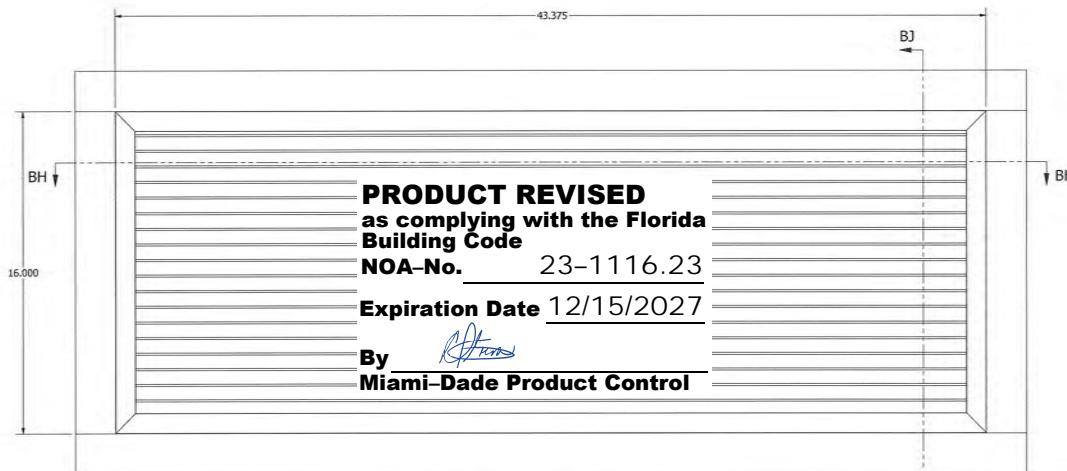 43.375
BJ
BH
16.000
PRODUCT REVISED
as complying with the Florida
Building Code
NOA–No. 23–1116.23
Expiration Date 12/15/2027
By
Miami–Dade Product Control